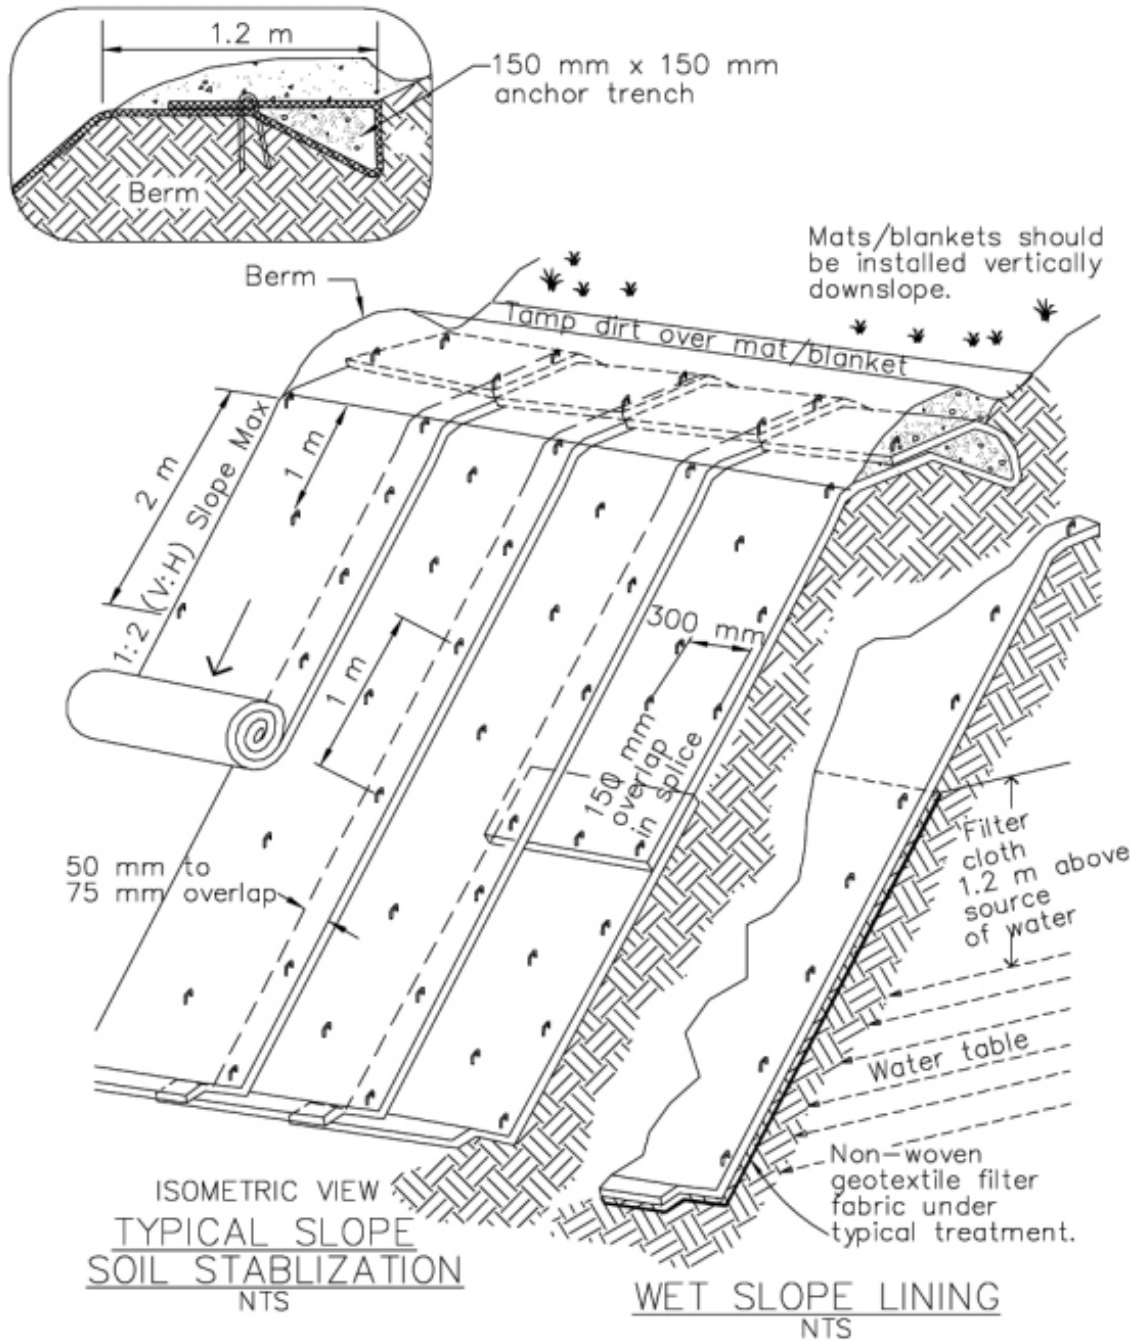 1.2 m
150 mm x 150 mm
anchor trench
Berm
Mats/blankets should
be installed vertically
downslope.
Berm
Tamp dirt over mat/blanket
2 m
1:2 (V:H) Slope Max
1 m
300 mm
1 m
150 mm
overlap
in splice
50 mm to
75 mm overlap
Filter
cloth
1.2 m above
source
of water
Water table
Non-woven
geotextile filter
fabric under
typical treatment.
ISOMETRIC VIEW
TYPICAL SLOPE
SOIL STABLIZATION
NTS
WET SLOPE LINING
NTS